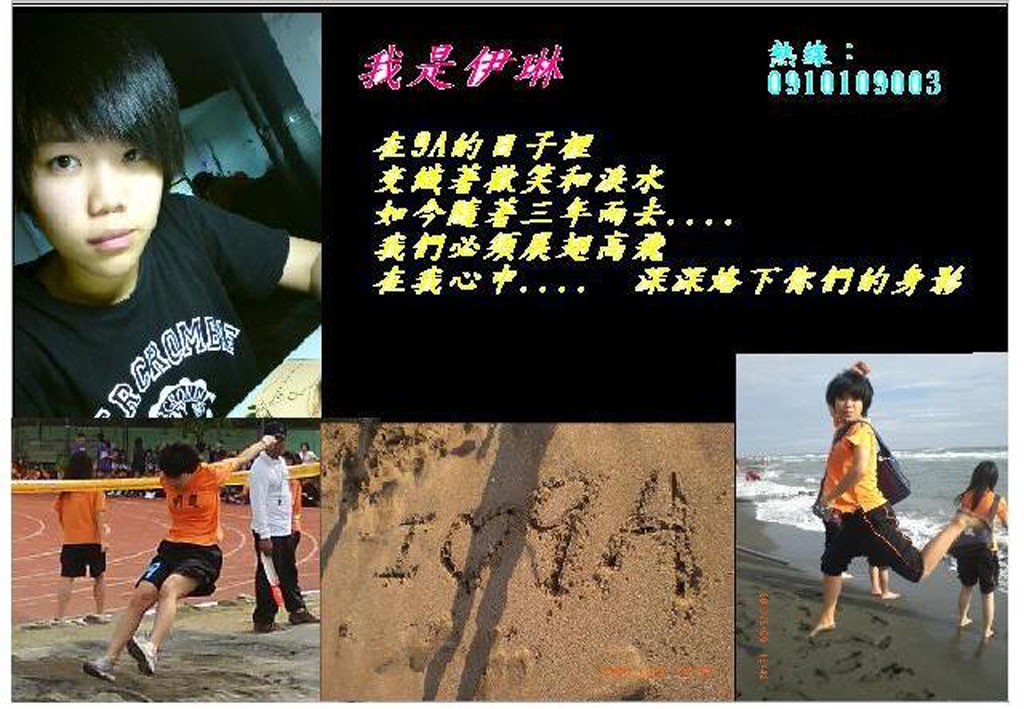 我是伊琳
熱線：
0910109003
在9A的日子裡
交織著歡笑和淚水
如今隨著三年而去....
我們必須展翅高飛
在我心中.... 深深烙下你們的身影
R CROMBE
I ♡ 9A